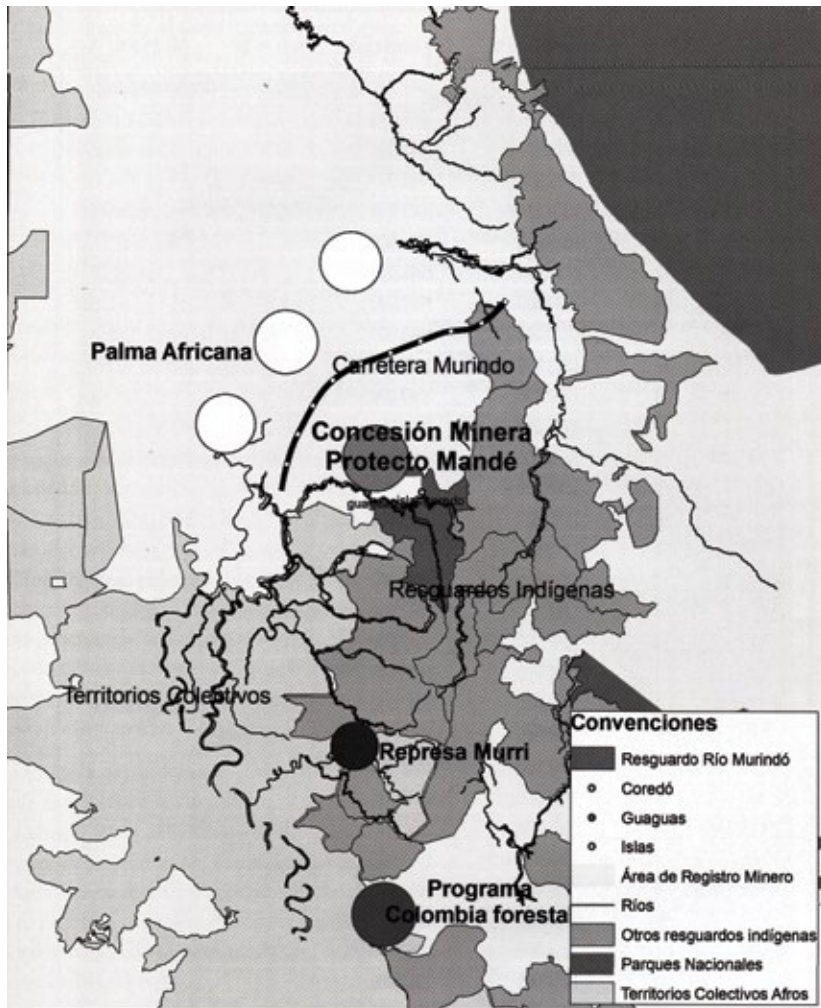 Palma Africana
Carretera Murindo
Concesión Minera
Protecto Mandé
Resguardos Indígenas
Territorios Colectivos
Represa Murri
Programa
Colombia foresta
Convenciones
Resguardo Río Murindó
Coredó
Guaguas
Islas
Área de Registro Minero
Ríos
Otros resguardos indígenas
Parques Nacionales
Territorios Colectivos Afros